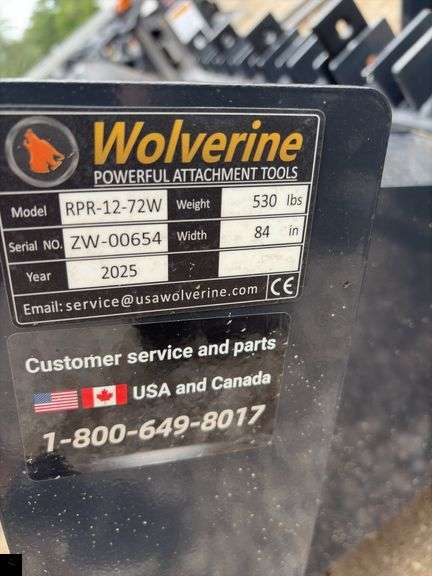 Wolverine
POWERFUL ATTACHMENT TOOLS
Model RPR-12-72W Weight 530 lbs
Serial NO. ZW-00654 Width 84 in
Year 2025
Email: service@usawolverine.com CE
Customer service and parts
USA and Canada
1-800-649-8017